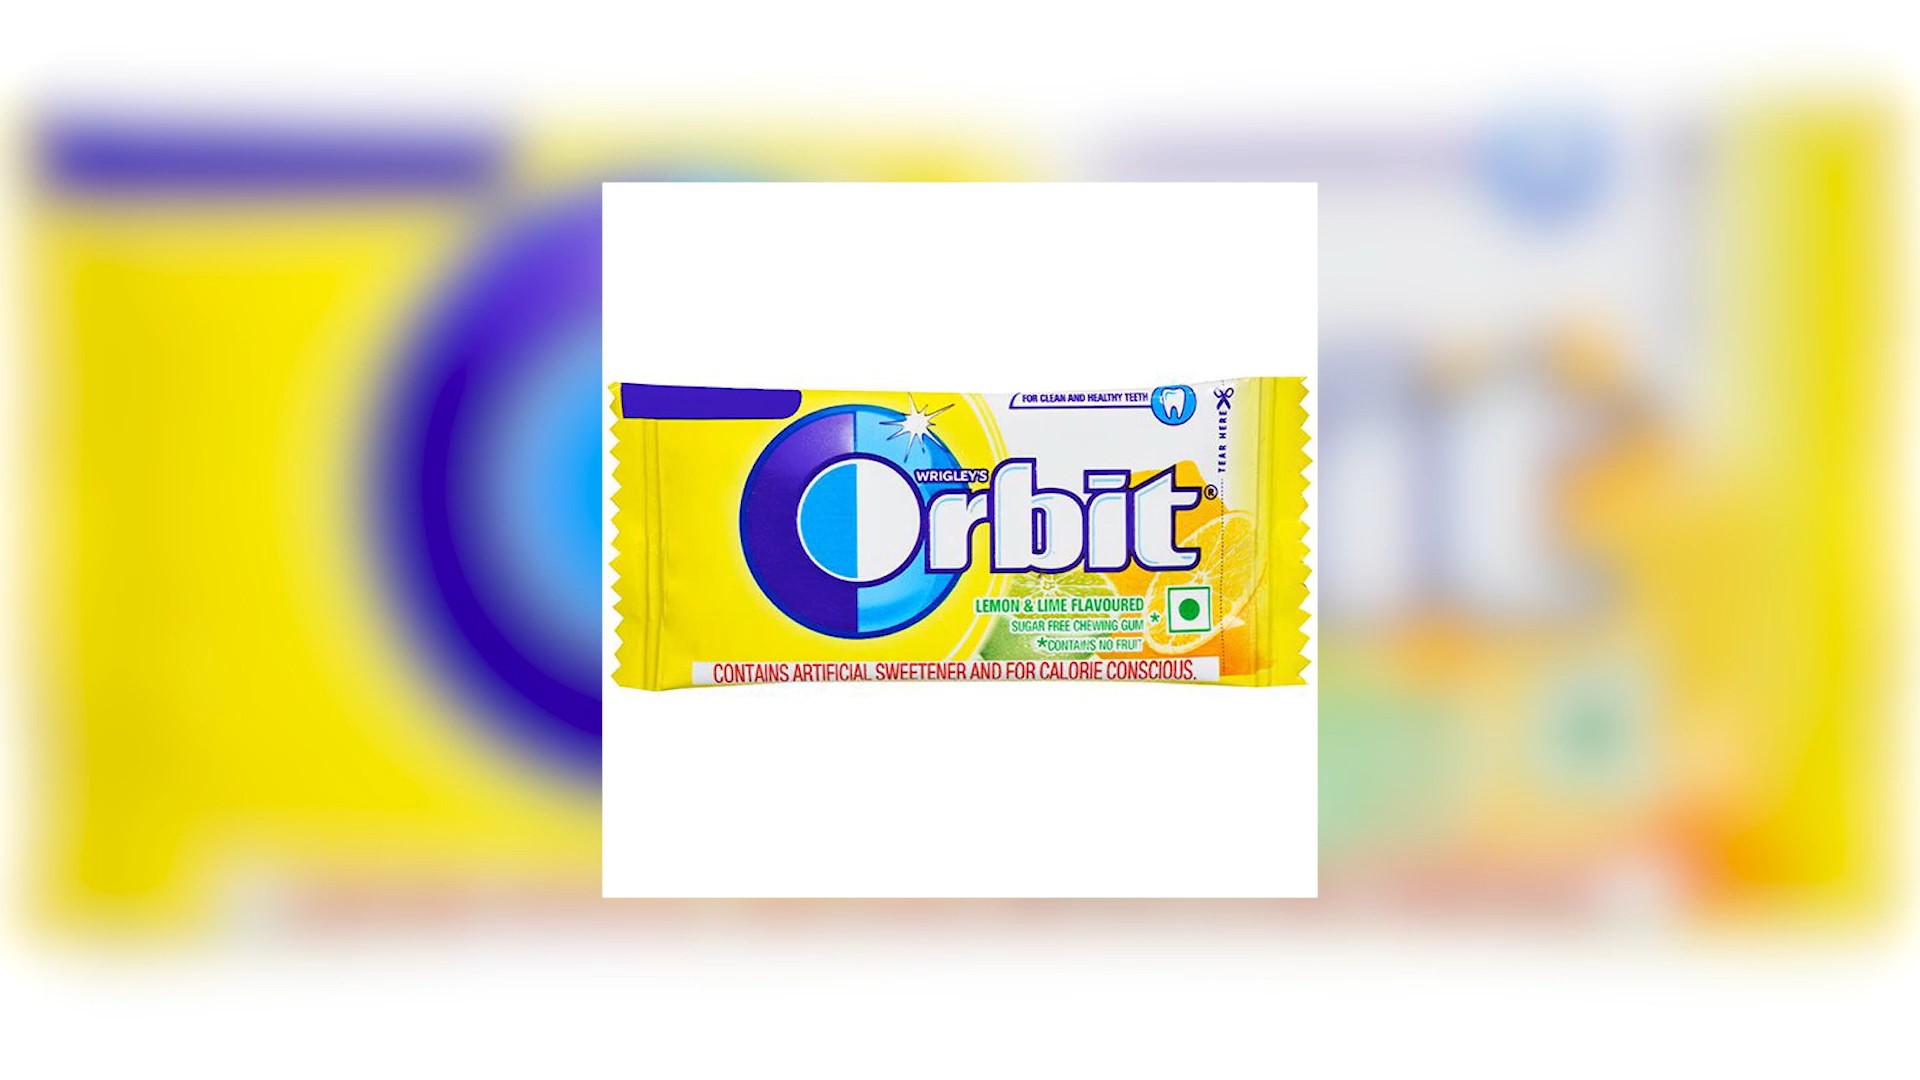 FOR CLEAN AND HEALTHY TEETH
TEAR HERE
WRIGLEY'S
Orbit®
LEMON & LIME FLAVOURED
SUGAR FREE CHEWING GUM *
*CONTAINS NO FRUIT
CONTAINS ARTIFICIAL SWEETENER AND FOR CALORIE CONSCIOUS.